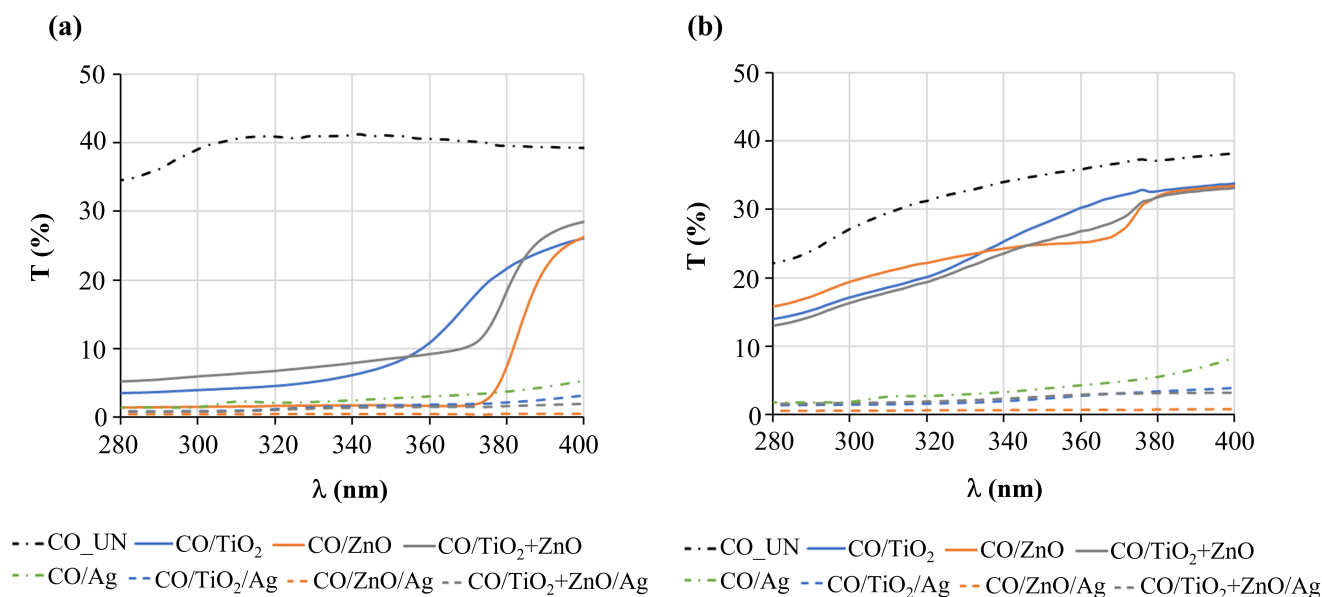 (a)
50
40
30
20
10
0
T (%)
280 300 320 340 360 380 400
λ (nm)
CO_UN CO/TiO₂ CO/ZnO CO/TiO₂+ZnO
CO/Ag CO/TiO₂/Ag CO/ZnO/Ag CO/TiO₂+ZnO/Ag
(b)
50
40
30
20
10
0
T (%)
280 300 320 340 360 380 400
λ (nm)
CO_UN CO/TiO₂ CO/ZnO CO/TiO₂+ZnO
CO/Ag CO/TiO₂/Ag CO/ZnO/Ag CO/TiO₂+ZnO/Ag